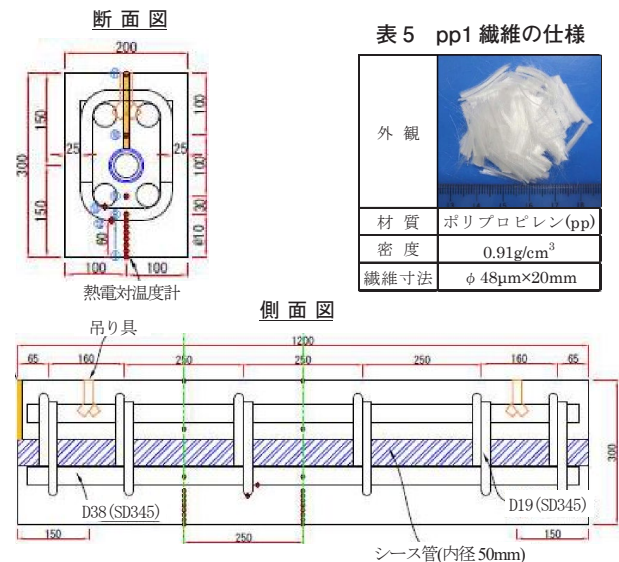 断面図
200
300
150
150
25
25
100
100
30
@10
60
100
100
熱電対温度計
表5 pp1繊維の仕様
外 観
材 質 ポリプロピレン(pp)
密 度 0.91g/cm³
繊維寸法 φ48μm×20mm
側面図
吊り具
1200
65 160 250 250 250 160 65
300
D38(SD345)
D19(SD345)
150 250 150
シース管(内径50mm)